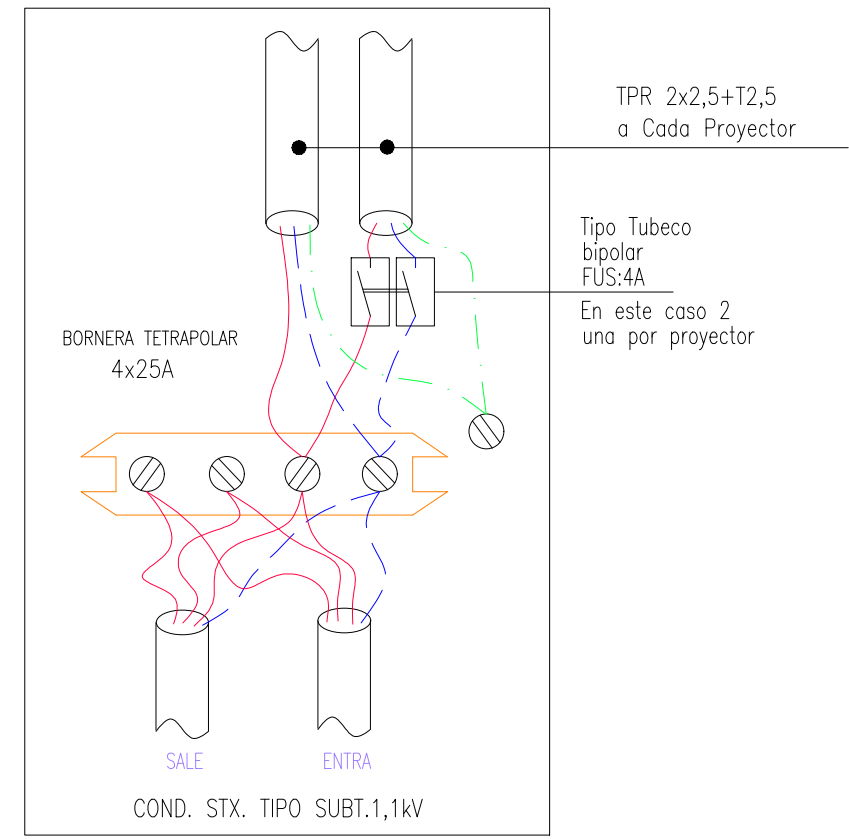 TPR 2x2,5+T2,5
a Cada Proyector
Tipo Tubeco
bipolar
FUS:4A
En este caso 2
una por proyector
BORNERA TETRAPOLAR
4x25A
SALE
ENTRA
COND. STX. TIPO SUBT.1,1kV